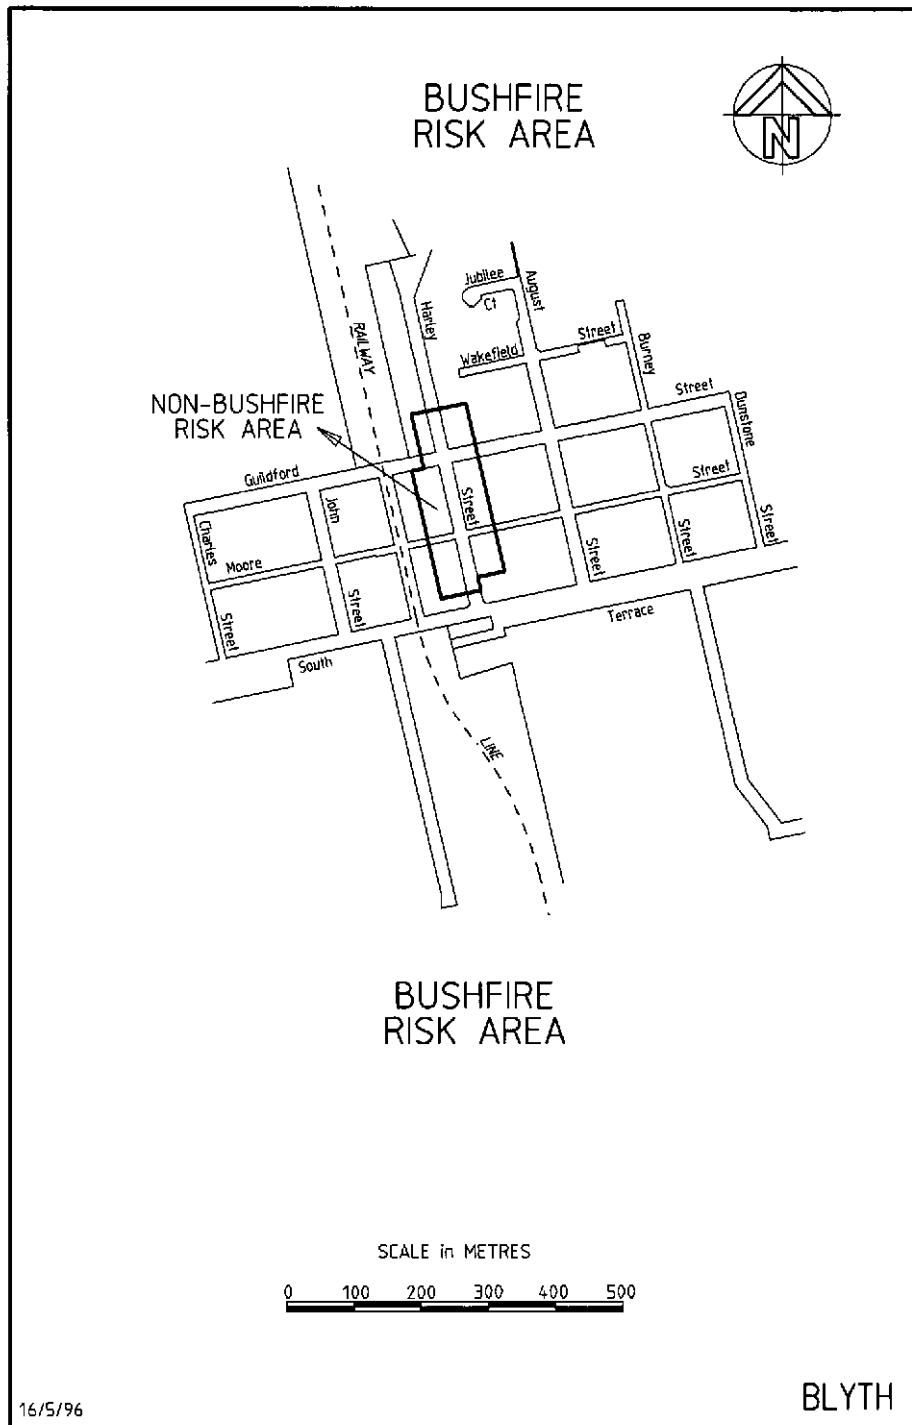 BUSHFIRE
RISK AREA
N
Jubilee
Ct
August
Harley
RAILWAY
Wakefield
Street
Burney
Street
Dunstone
NON-BUSHFIRE
RISK AREA
Guildford
John
Street
Street
Charles
Moore
Street
Street
Street
Street
Street
Terrace
South
LINE
BUSHFIRE
RISK AREA
SCALE in METRES
0 100 200 300 400 500
16/5/96
BLYTH